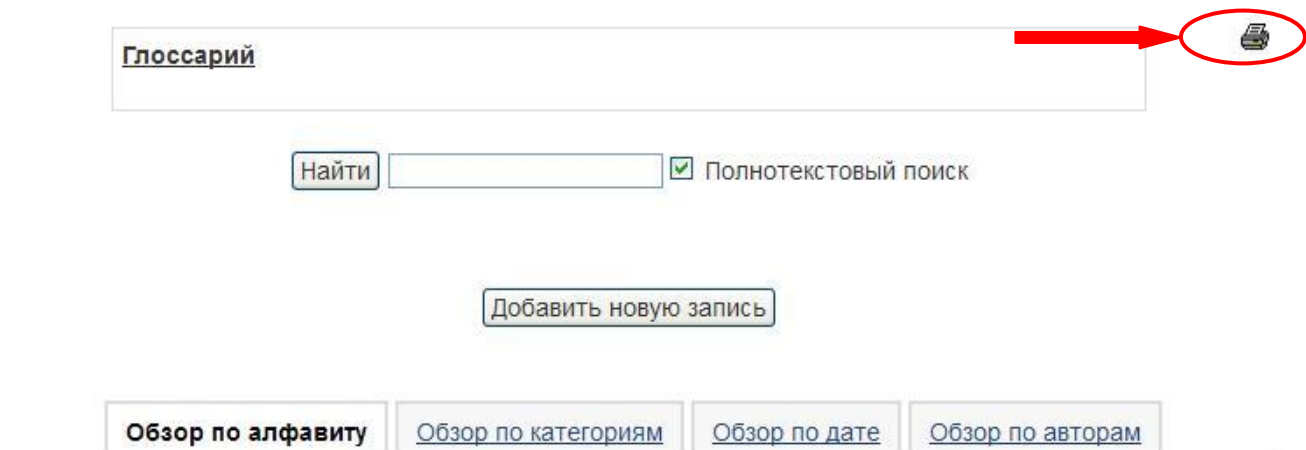 Глоссарий
Найти Полнотекстовый поиск
Добавить новую запись
Обзор по алфавиту Обзор по категориям Обзор по дате Обзор по авторам